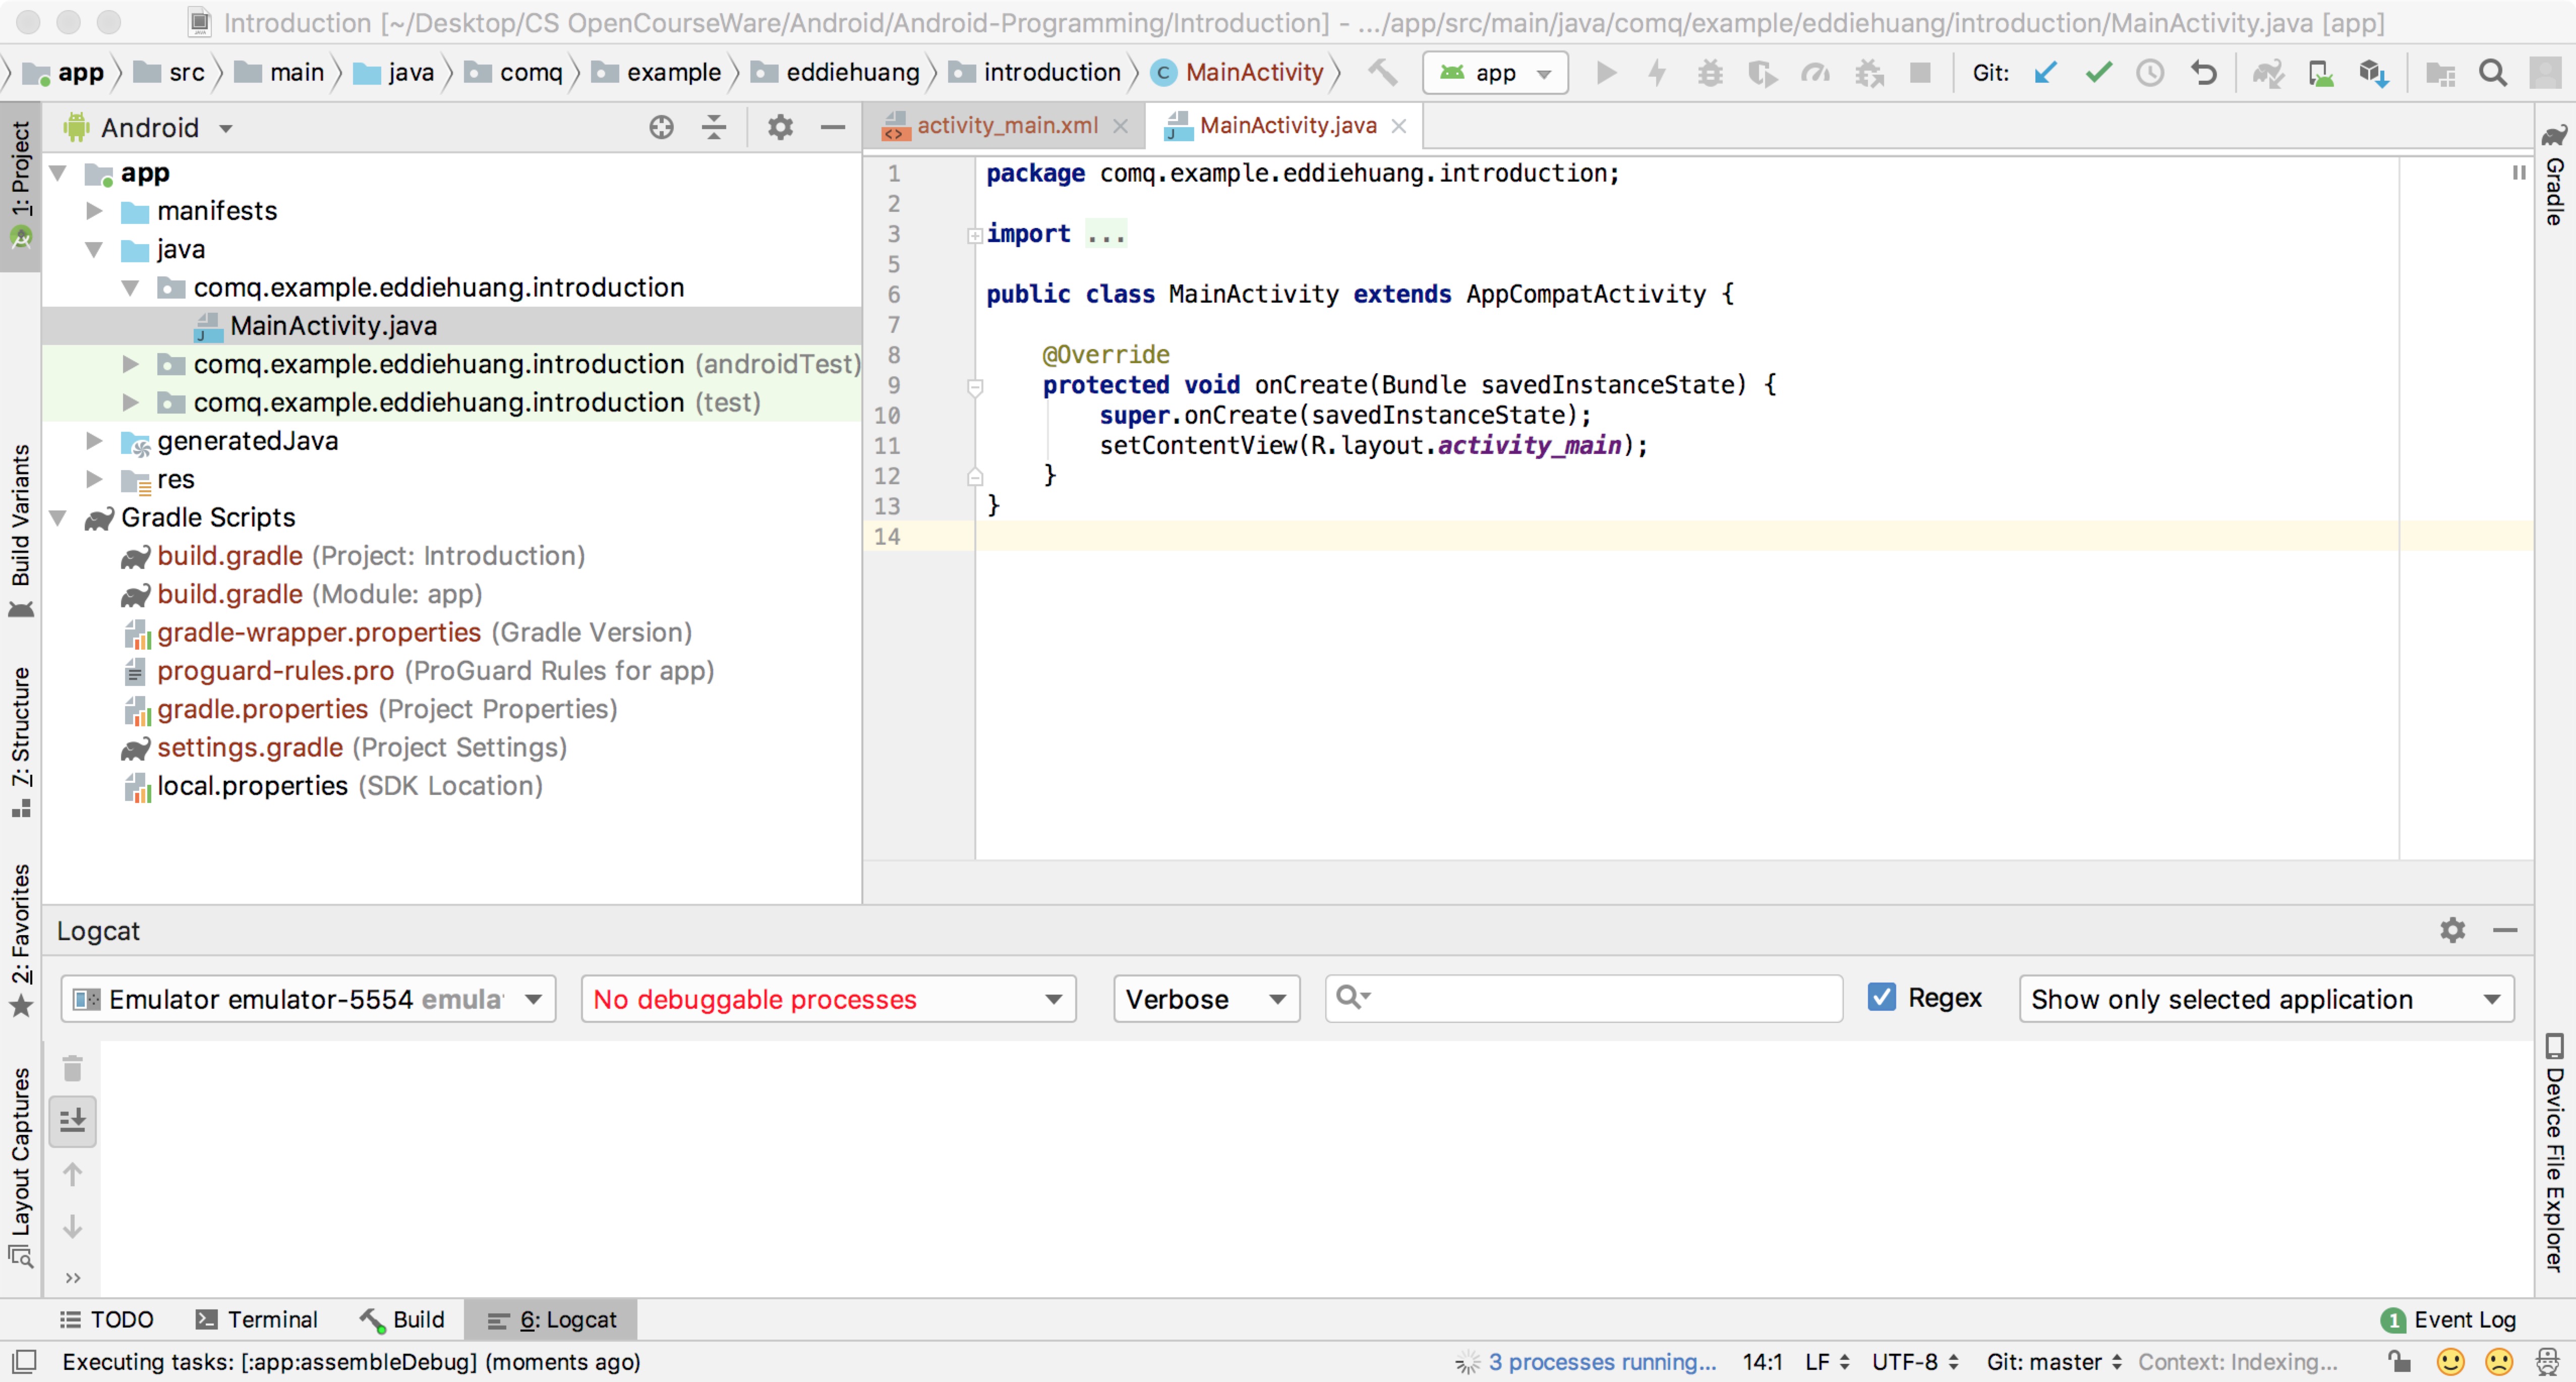 Introduction [~/Desktop/CS OpenCourseWare/Android/Android-Programming/Introduction] - .../app/src/main/java/comq/example/eddiehuang/introduction/MainActivity.java [app]
app src main java comq example eddiehuang introduction MainActivity app Git:
1: Project
Build Variants
7: Structure
2: Favorites
Layout Captures
Android
app
manifests
java
comq.example.eddiehuang.introduction
MainActivity.java
comq.example.eddiehuang.introduction (androidTest)
comq.example.eddiehuang.introduction (test)
generatedJava
res
Gradle Scripts
build.gradle (Project: Introduction)
build.gradle (Module: app)
gradle-wrapper.properties (Gradle Version)
proguard-rules.pro (ProGuard Rules for app)
gradle.properties (Project Properties)
settings.gradle (Project Settings)
local.properties (SDK Location)
activity_main.xml MainActivity.java
1 package comq.example.eddiehuang.introduction;
2
3 import ...
5
6 public class MainActivity extends AppCompatActivity {
7
8 @Override
9 protected void onCreate(Bundle savedInstanceState) {
10 super.onCreate(savedInstanceState);
11 setContentView(R.layout.activity_main);
12 }
13 }
14
Gradle
Device File Explorer
Logcat
Emulator emulator-5554 emula No debuggable processes Verbose Regex Show only selected application
TODO Terminal Build 6: Logcat 1 Event Log
Executing tasks: [:app:assembleDebug] (moments ago) 3 processes running... 14:1 LF UTF-8 Git: master Context: Indexing...